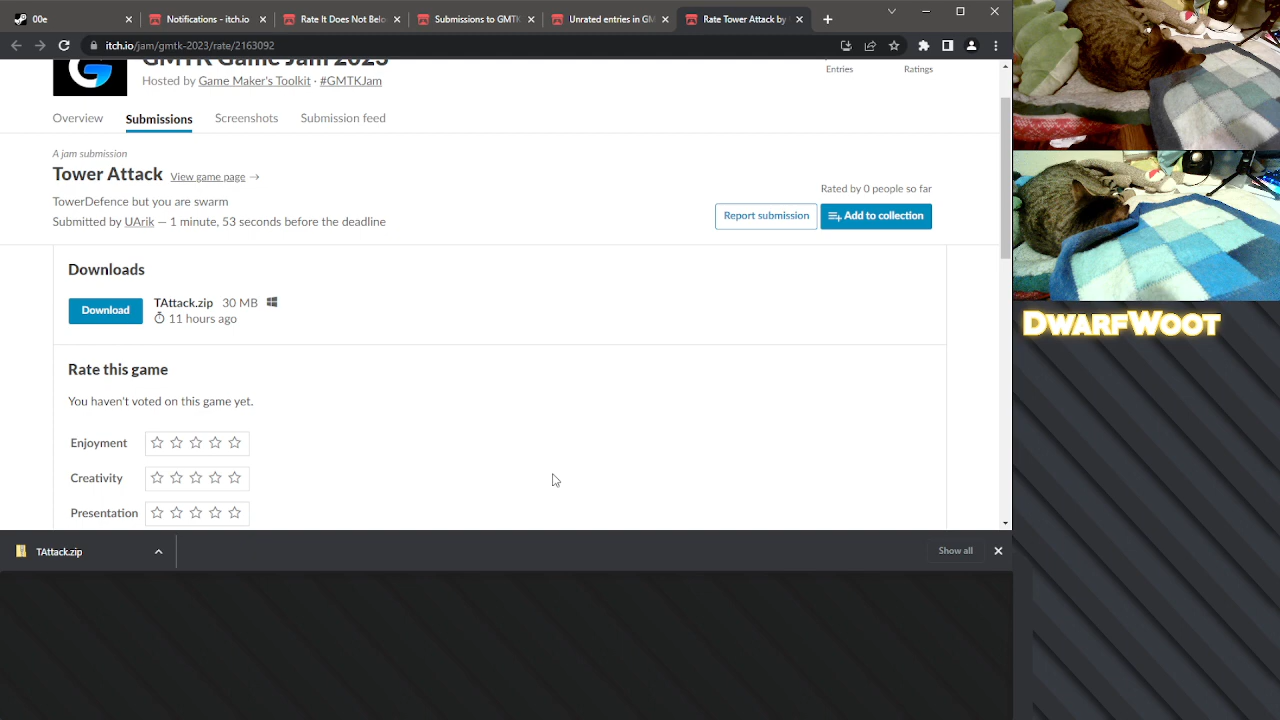 00e
Notifications - itch.io
Rate It Does Not Belo
Submissions to GMTK
Unrated entries in GM
Rate Tower Attack by
itch.io/jam/gmtk-2023/rate/2163092
GMTK Game Jam 2023
Hosted by Game Maker's Toolkit · #GMTKJam
Entries
Ratings
Overview
Submissions
Screenshots
Submission feed
A jam submission
Tower Attack View game page →
TowerDefence but you are swarm
Submitted by UArik — 1 minute, 53 seconds before the deadline
Rated by 0 people so far
Report submission
Add to collection
Downloads
Download
TAttack.zip 30 MB
11 hours ago
Rate this game
You haven't voted on this game yet.
Enjoyment
Creativity
Presentation
TAttack.zip
Show all
DwarfWoot